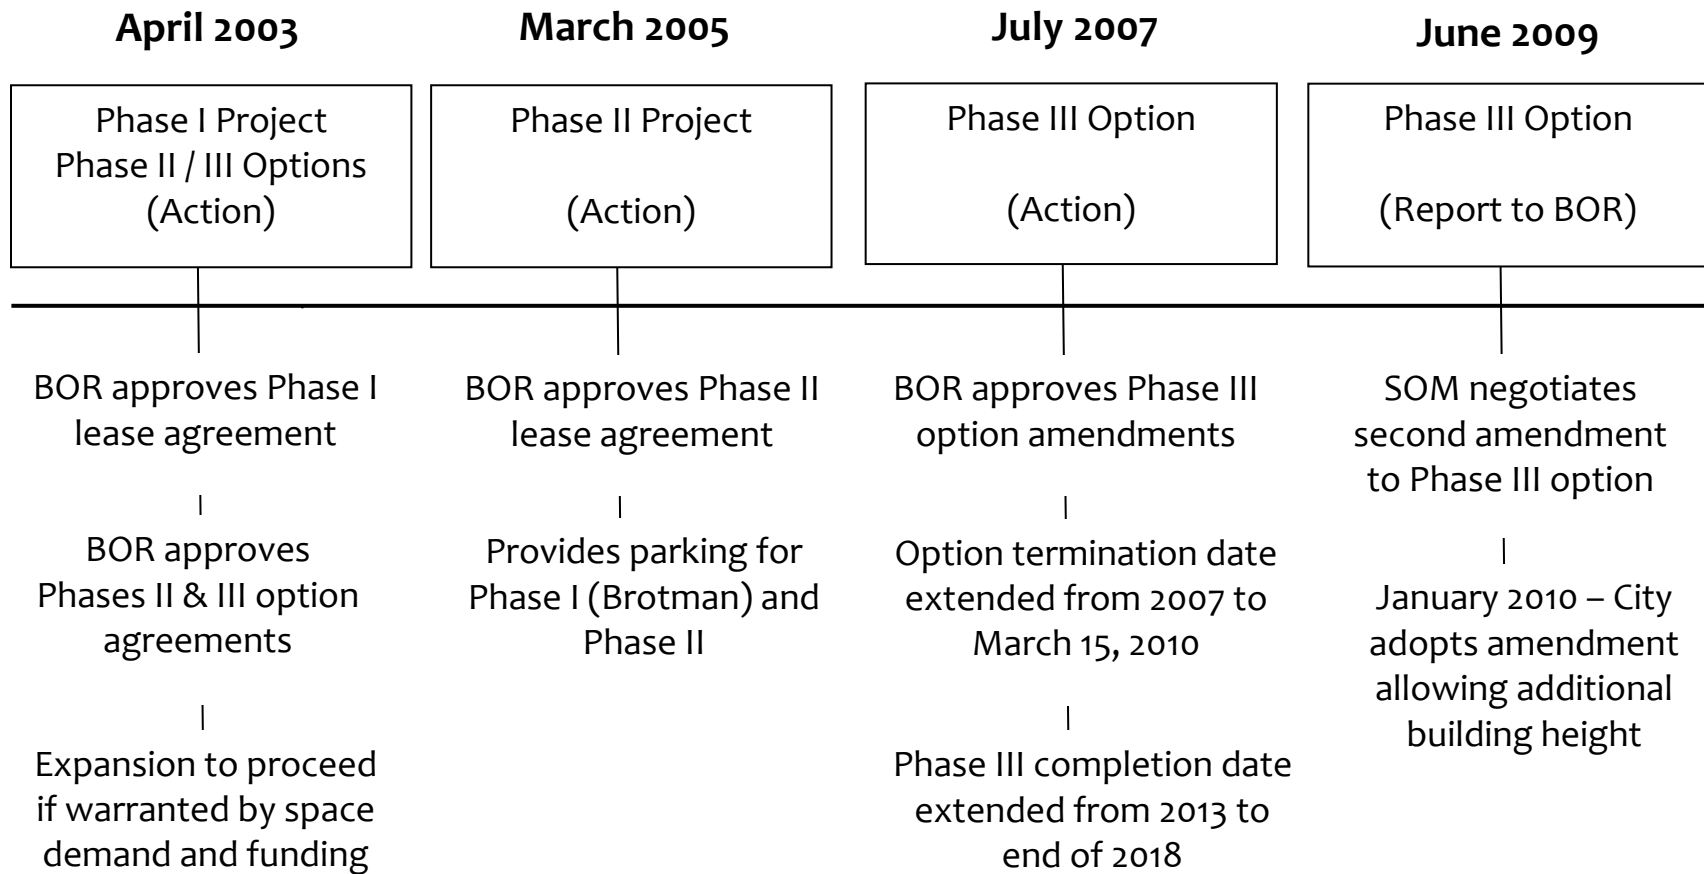 April 2003
Phase I Project
Phase II / III Options
(Action)
BOR approves Phase I
lease agreement
BOR approves
Phases II & III option
agreements
Expansion to proceed
if warranted by space
demand and funding
March 2005
Phase II Project
(Action)
BOR approves Phase II
lease agreement
Provides parking for
Phase I (Brotman) and
Phase II
July 2007
Phase III Option
(Action)
BOR approves Phase III
option amendments
Option termination date
extended from 2007 to
March 15, 2010
Phase III completion date
extended from 2013 to
end of 2018
June 2009
Phase III Option
(Report to BOR)
SOM negotiates
second amendment
to Phase III option
January 2010 – City
adopts amendment
allowing additional
building height